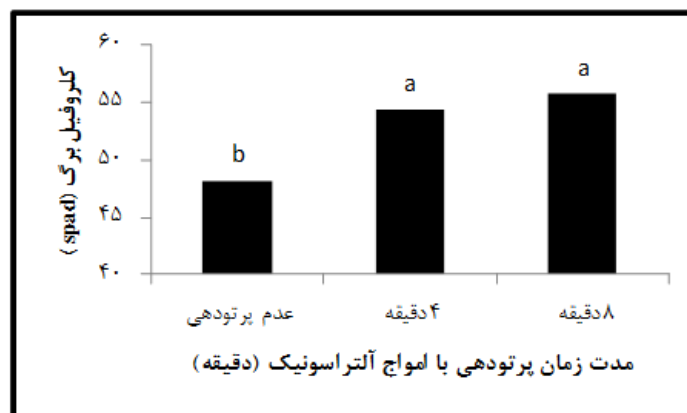 کلروفیل برگ (spad)
۶۰
۵۵
۵۰
۴۵
۴۰
b
a
a
عدم پرتودهی
۴دقیقه
۸دقیقه
مدت زمان پرتودهی با امواج آلتراسونیک (دقیقه)